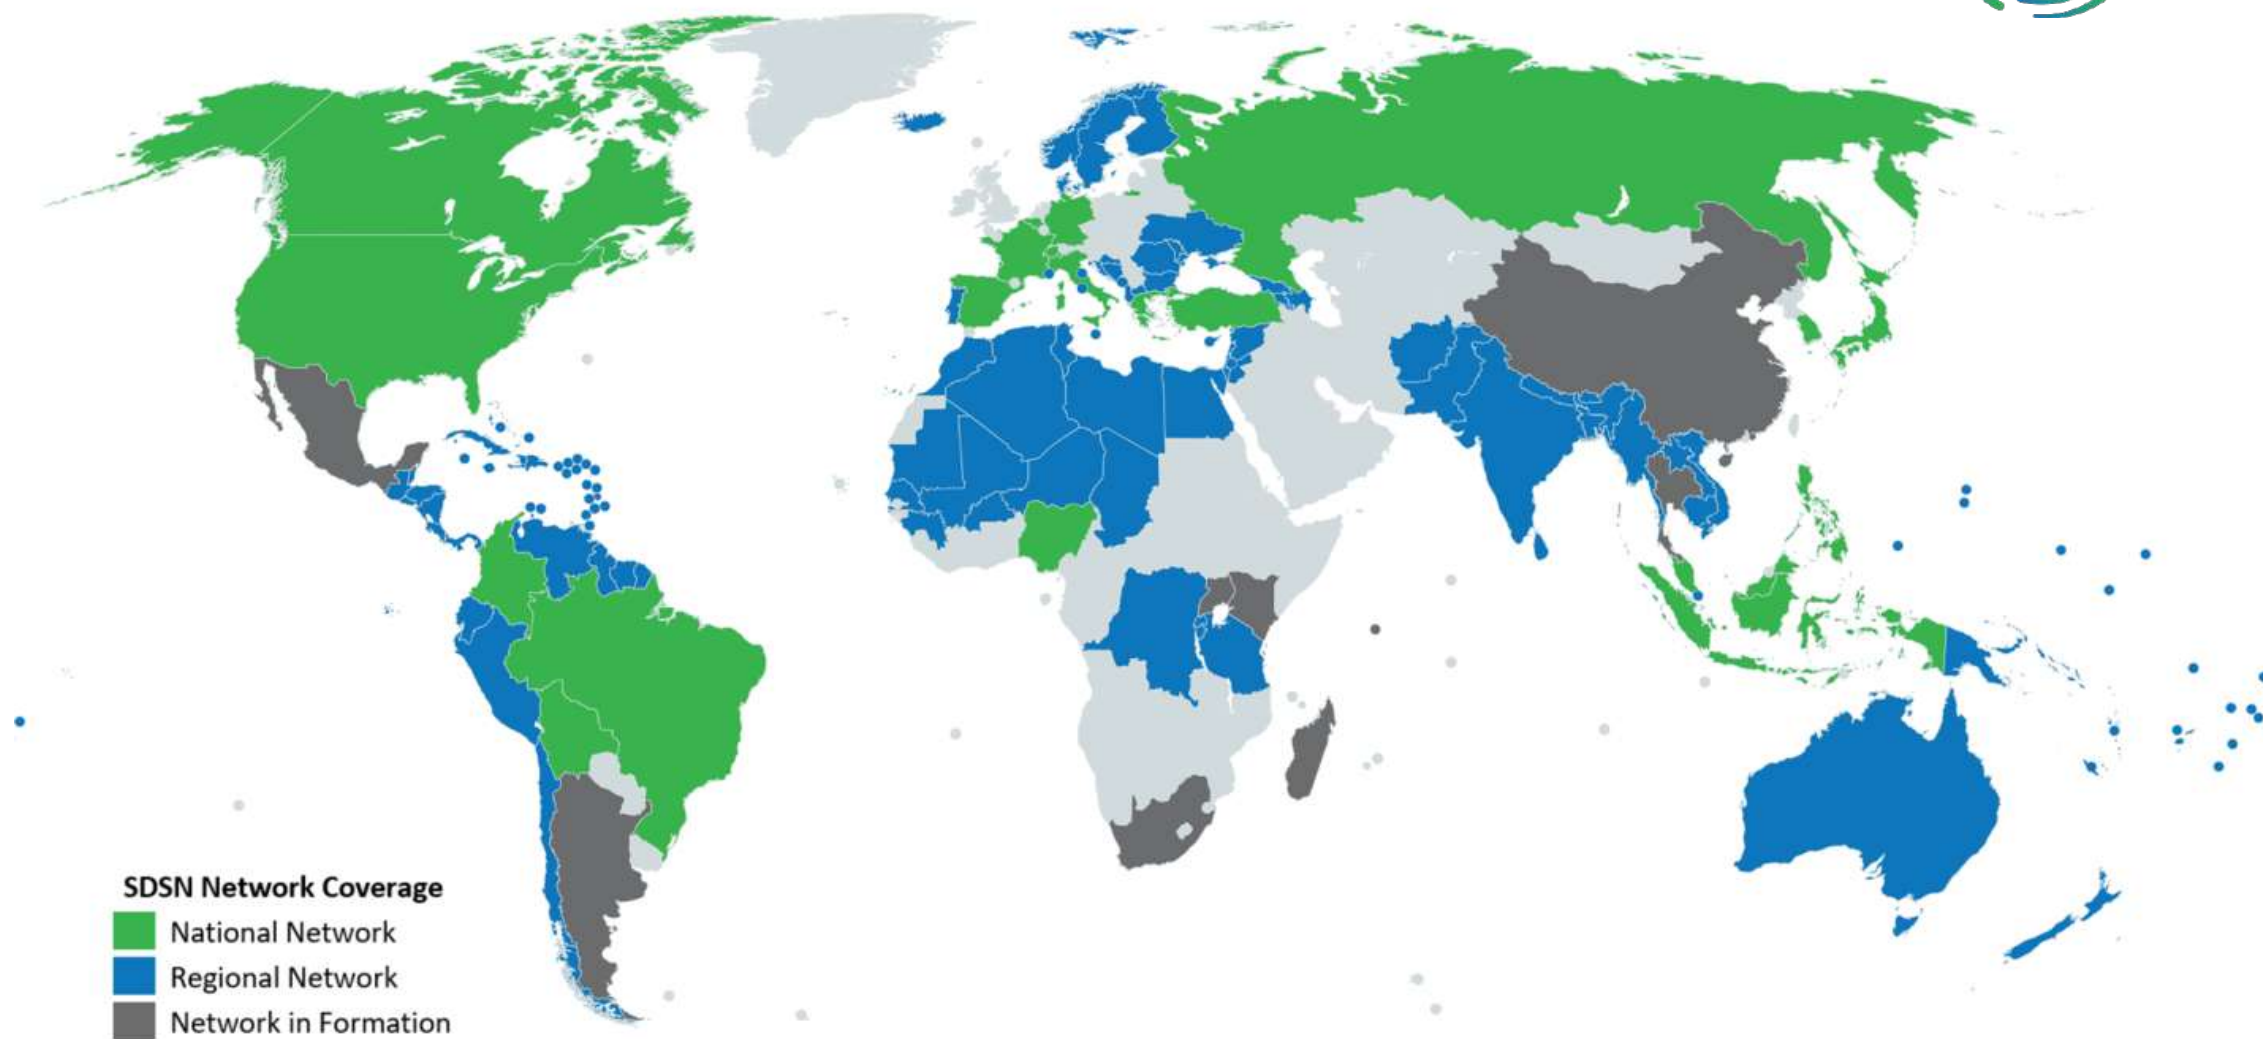 SDSN Network Coverage
National Network
Regional Network
Network in Formation